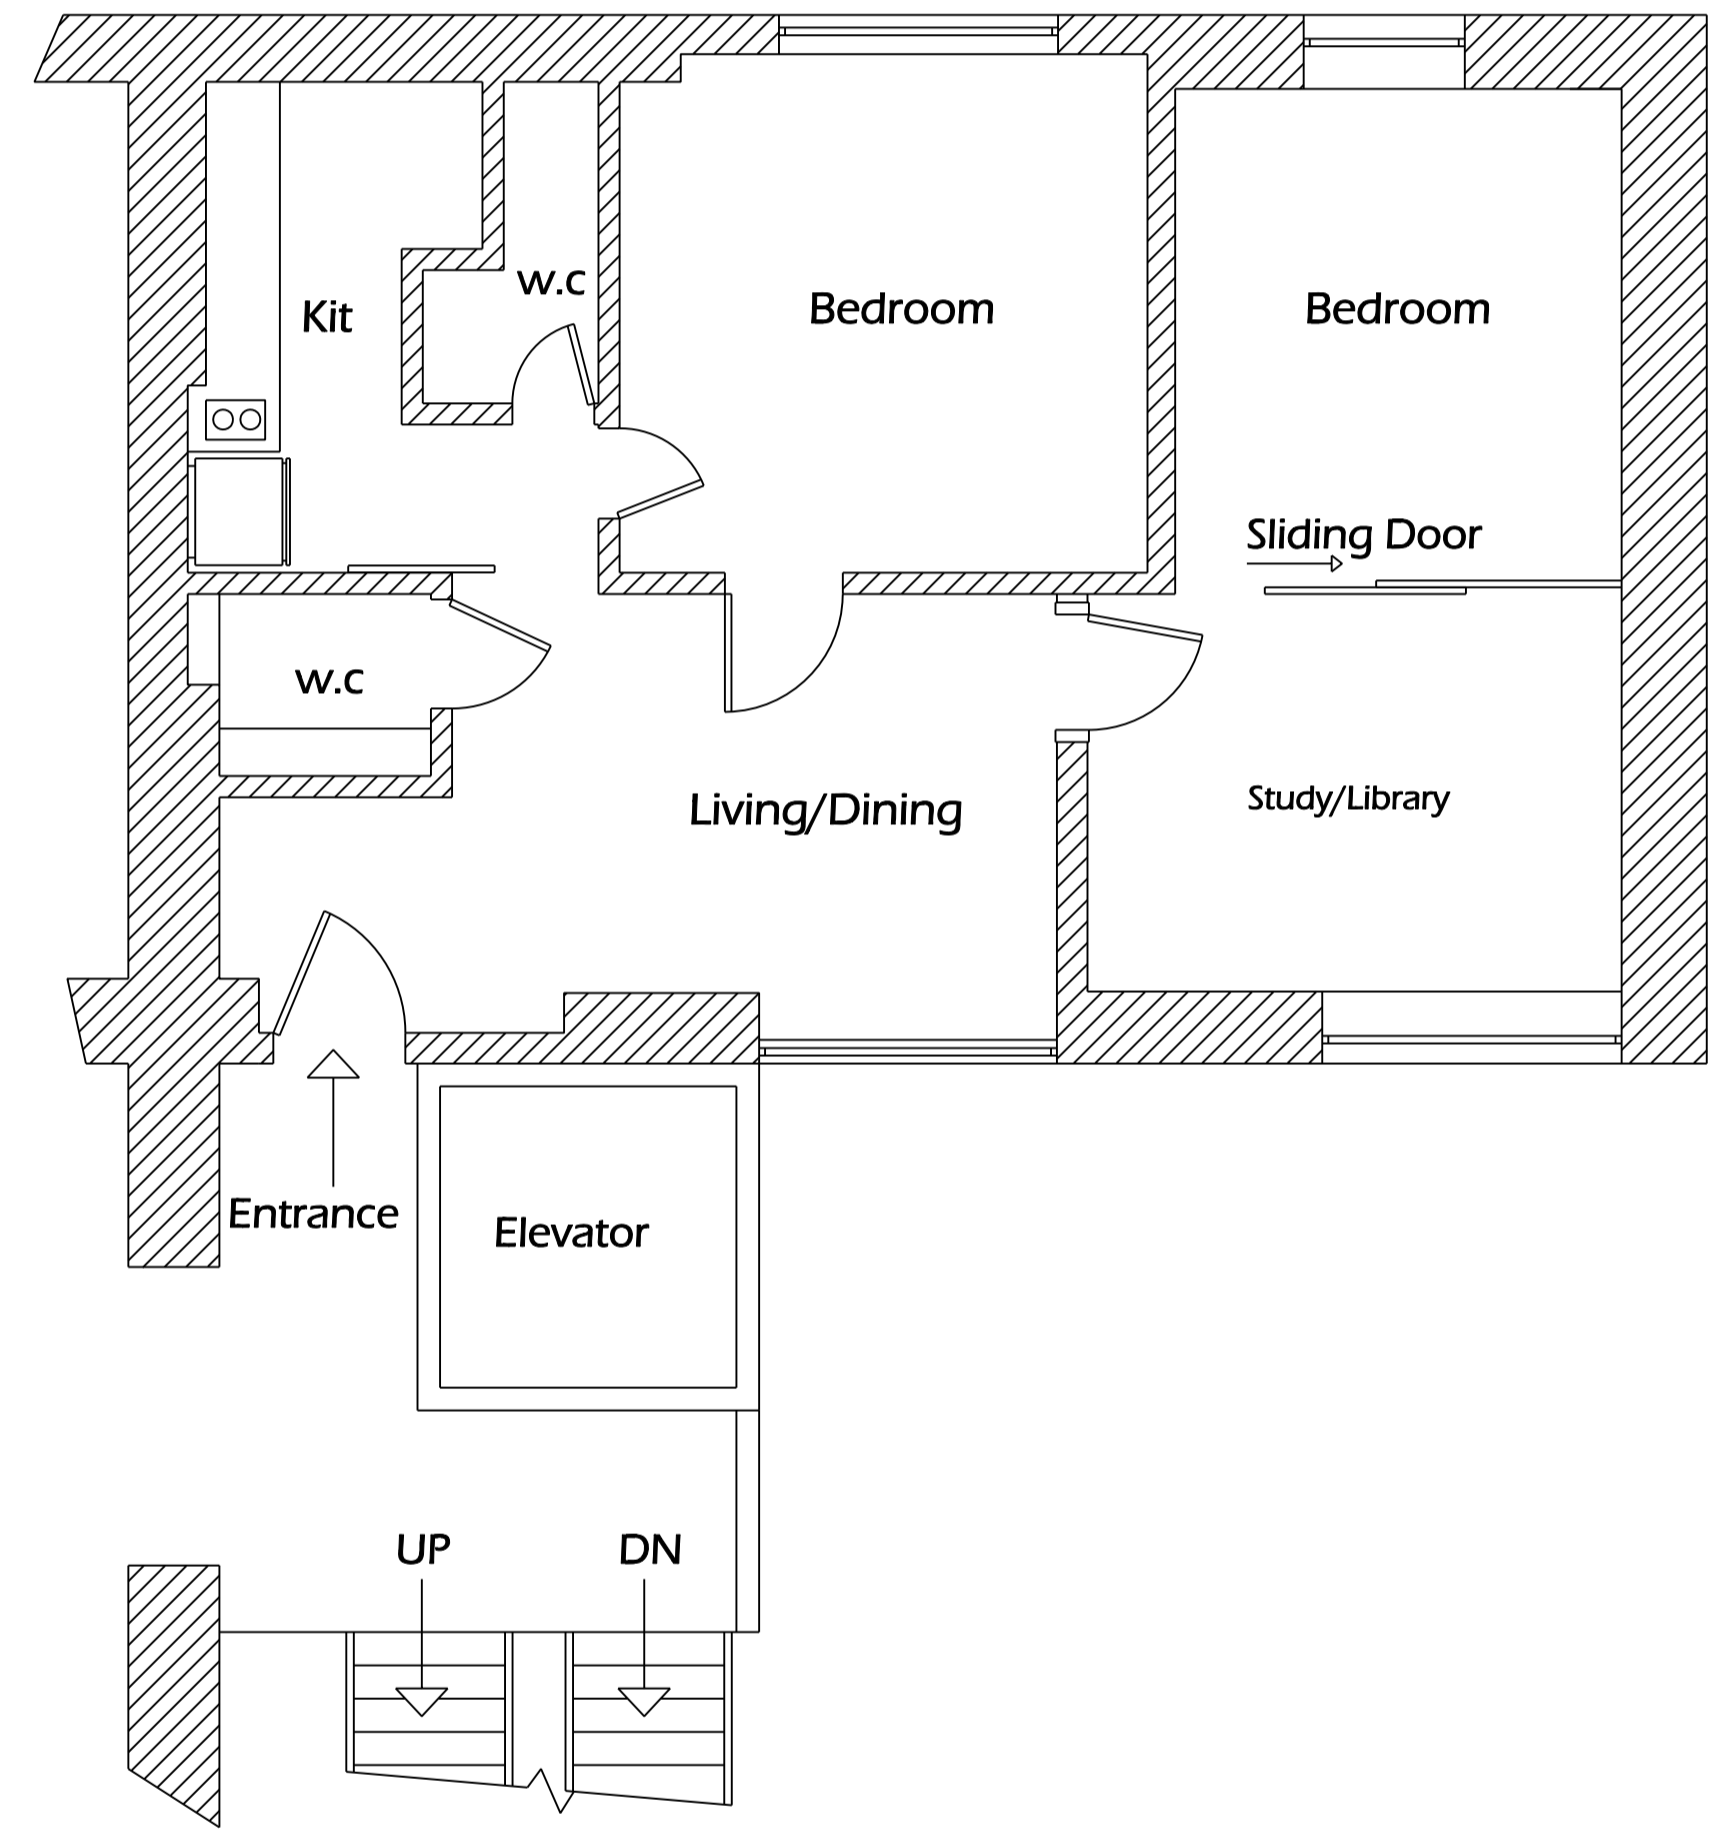 w.c
Kit
Bedroom
Bedroom
Sliding Door
w.c
Living/Dining
Study/Library
Entrance
Elevator
UP
DN